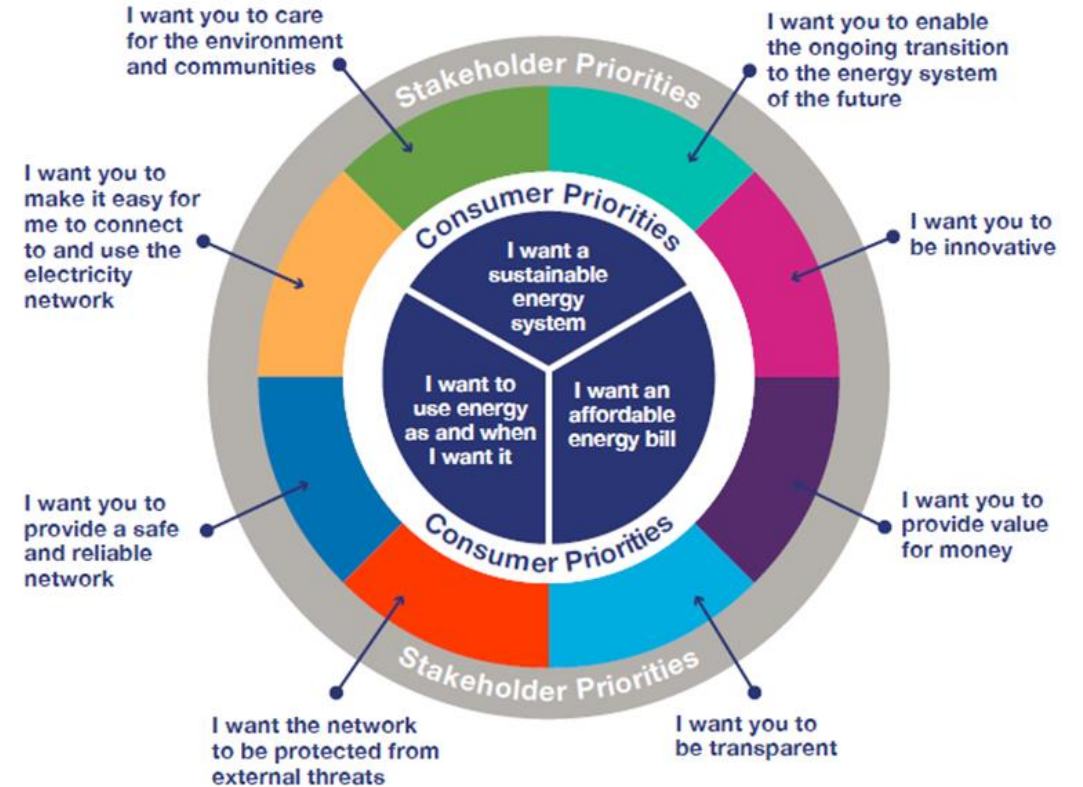 I want you to care
for the environment
and communities
I want you to enable
the ongoing transition
to the energy system
of the future
Stakeholder Priorities
I want you to
make it easy for
me to connect
to and use the
electricity
network
Consumer Priorities
I want you to
be innovative
I want a
sustainable
energy
system
I want to
use energy
as and when
I want it
I want an
affordable
energy bill
I want you to
provide a safe
and reliable
network
I want you to
provide value
for money
Consumer Priorities
Stakeholder Priorities
I want the network
to be protected from
external threats
I want you to
be transparent